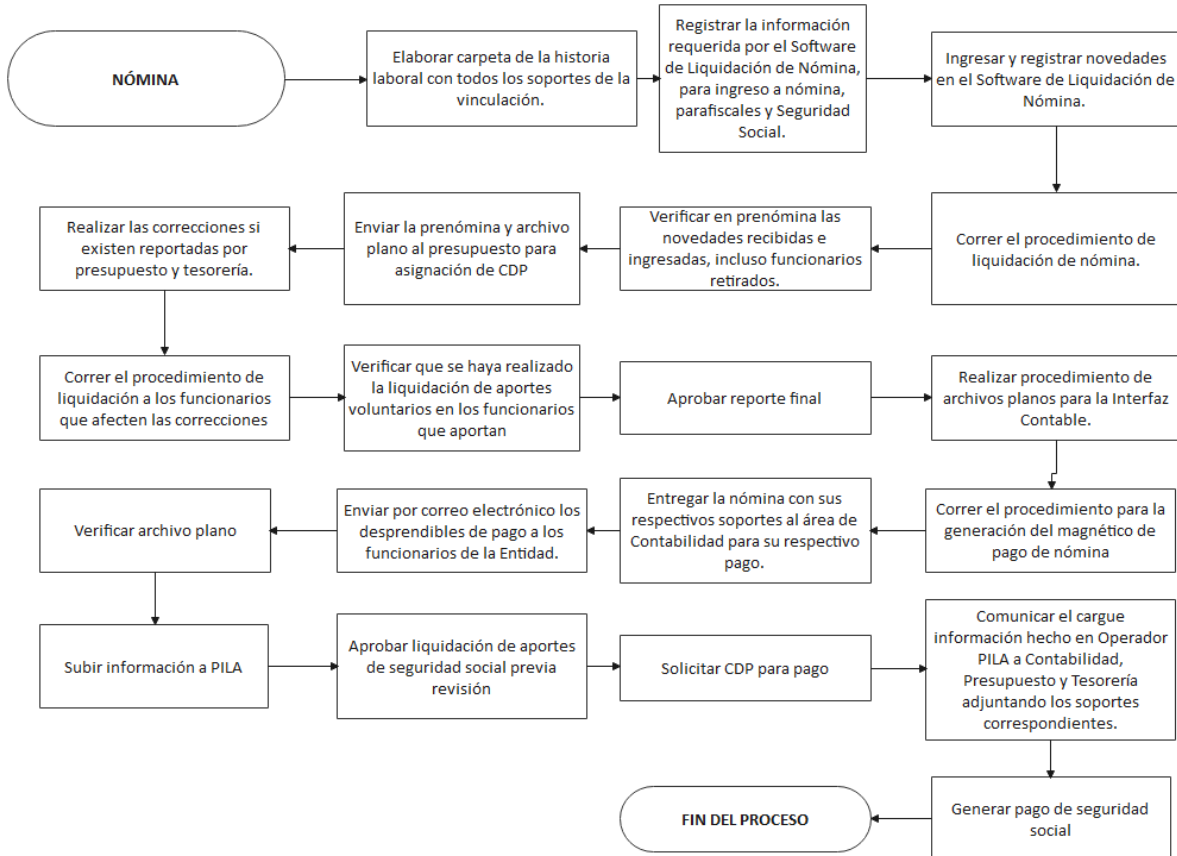 NÓMINA
Elaborar carpeta de la historia
laboral con todos los soportes de la
vinculación.
Registrar la información
requerida por el Software
de Liquidación de Nómina,
para ingreso a nómina,
parafiscales y Seguridad
Social.
Ingresar y registrar novedades
en el Software de Liquidación de
Nómina.
Correr el procedimiento de
liquidación de nómina.
Verificar en prenómina las
novedades recibidas e
ingresadas, incluso funcionarios
retirados.
Enviar la prenómina y archivo
plano al presupuesto para
asignación de CDP
Realizar las correcciones si
existen reportadas por
presupuesto y tesorería.
Correr el procedimiento de
liquidación a los funcionarios
que afecten las correcciones
Verificar que se haya realizado
la liquidación de aportes
voluntarios en los funcionarios
que aportan
Aprobar reporte final
Realizar procedimiento de
archivos planos para la Interfaz
Contable.
Correr el procedimiento para la
generación del magnético de
pago de nómina
Entregar la nómina con sus
respectivos soportes al área de
Contabilidad para su respectivo
pago.
Enviar por correo electrónico los
desprendibles de pago a los
funcionarios de la Entidad.
Verificar archivo plano
Subir información a PILA
Aprobar liquidación de aportes
de seguridad social previa
revisión
Solicitar CDP para pago
Comunicar el cargue
información hecho en Operador
PILA a Contabilidad,
Presupuesto y Tesorería
adjuntando los soportes
correspondientes.
Generar pago de seguridad
social
FIN DEL PROCESO